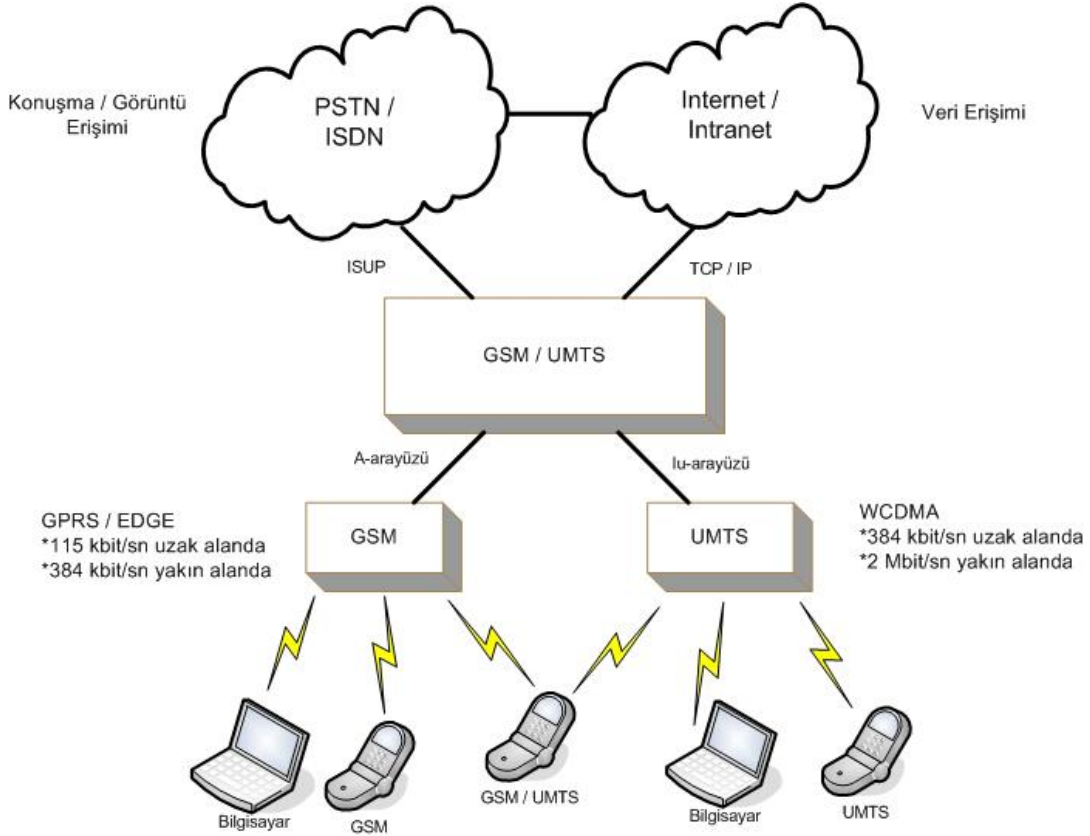 Konuşma / Görüntü
Erişimi
PSTN /
ISDN
Internet /
Intranet
Veri Erişimi
ISUP
TCP / IP
GSM / UMTS
A-arayüzü
Iu-arayüzü
GPRS / EDGE
*115 kbit/sn uzak alanda
*384 kbit/sn yakın alanda
GSM
UMTS
WCDMA
*384 kbit/sn uzak alanda
*2 Mbit/sn yakın alanda
Bilgisayar
GSM
GSM / UMTS
Bilgisayar
UMTS